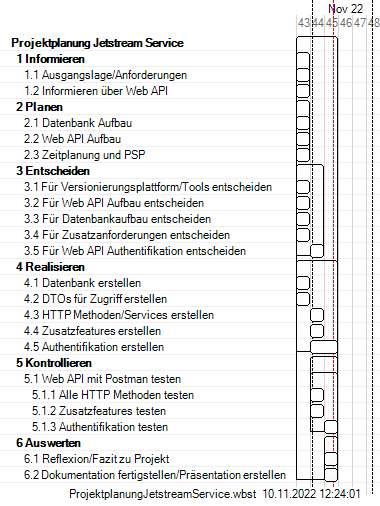 Nov 22
43 44 45 46 47 48
Projektplanung Jetstream Service
1 Informieren
1.1 Ausgangslage/Anforderungen
1.2 Informieren über Web API
2 Planen
2.1 Datenbank Aufbau
2.2 Web API Aufbau
2.3 Zeitplanung und PSP
3 Entscheiden
3.1 Für Versionierungsplattform/Tools entscheiden
3.2 Für Web API Aufbau entscheiden
3.3 Für Datenbankaufbau entscheiden
3.4 Für Zusatzanforderungen entscheiden
3.5 Für Web API Authentifikation entscheiden
4 Realisieren
4.1 Datenbank erstellen
4.2 DTOs für Zugriff erstellen
4.3 HTTP Methoden/Services erstellen
4.4 Zusatzfeatures erstellen
4.5 Authentifikation erstellen
5 Kontrollieren
5.1 Web API mit Postman testen
5.1.1 Alle HTTP Methoden testen
5.1.2 Zusatzfeatures testen
5.1.3 Authentifikation testen
6 Auswerten
6.1 Reflexion/Fazit zu Projekt
6.2 Dokumentation fertigstellen/Präsentation erstellen
ProjektplanungJetstreamService.wbst 10.11.2022 12:24:01